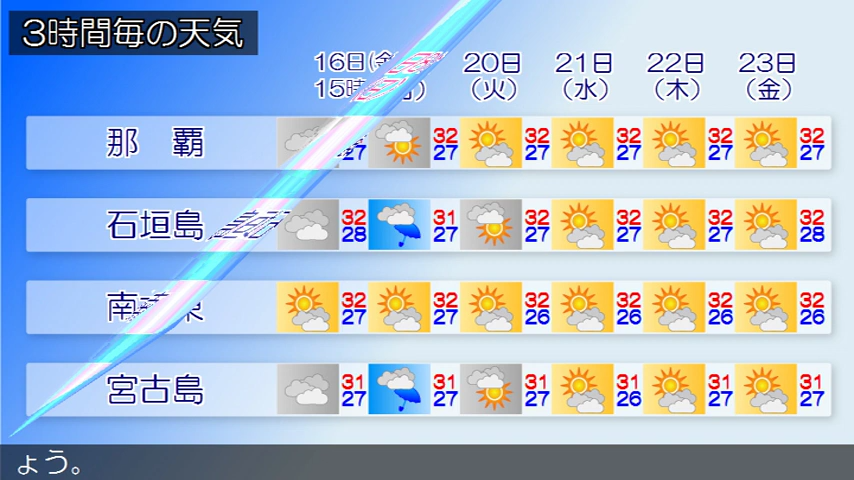 3時間毎の天気
16日 20日 21日 22日 23日
15時 (火) (水) (木) (金)
那覇 27 32 27 32 27 32 27 32 27 32 27
石垣島 32 28 31 27 32 27 32 27 32 27 32 28
南 東 32 27 32 27 32 26 32 26 32 26 32 26
宮古島 31 27 31 27 31 27 31 26 31 27 31 27
ょう。